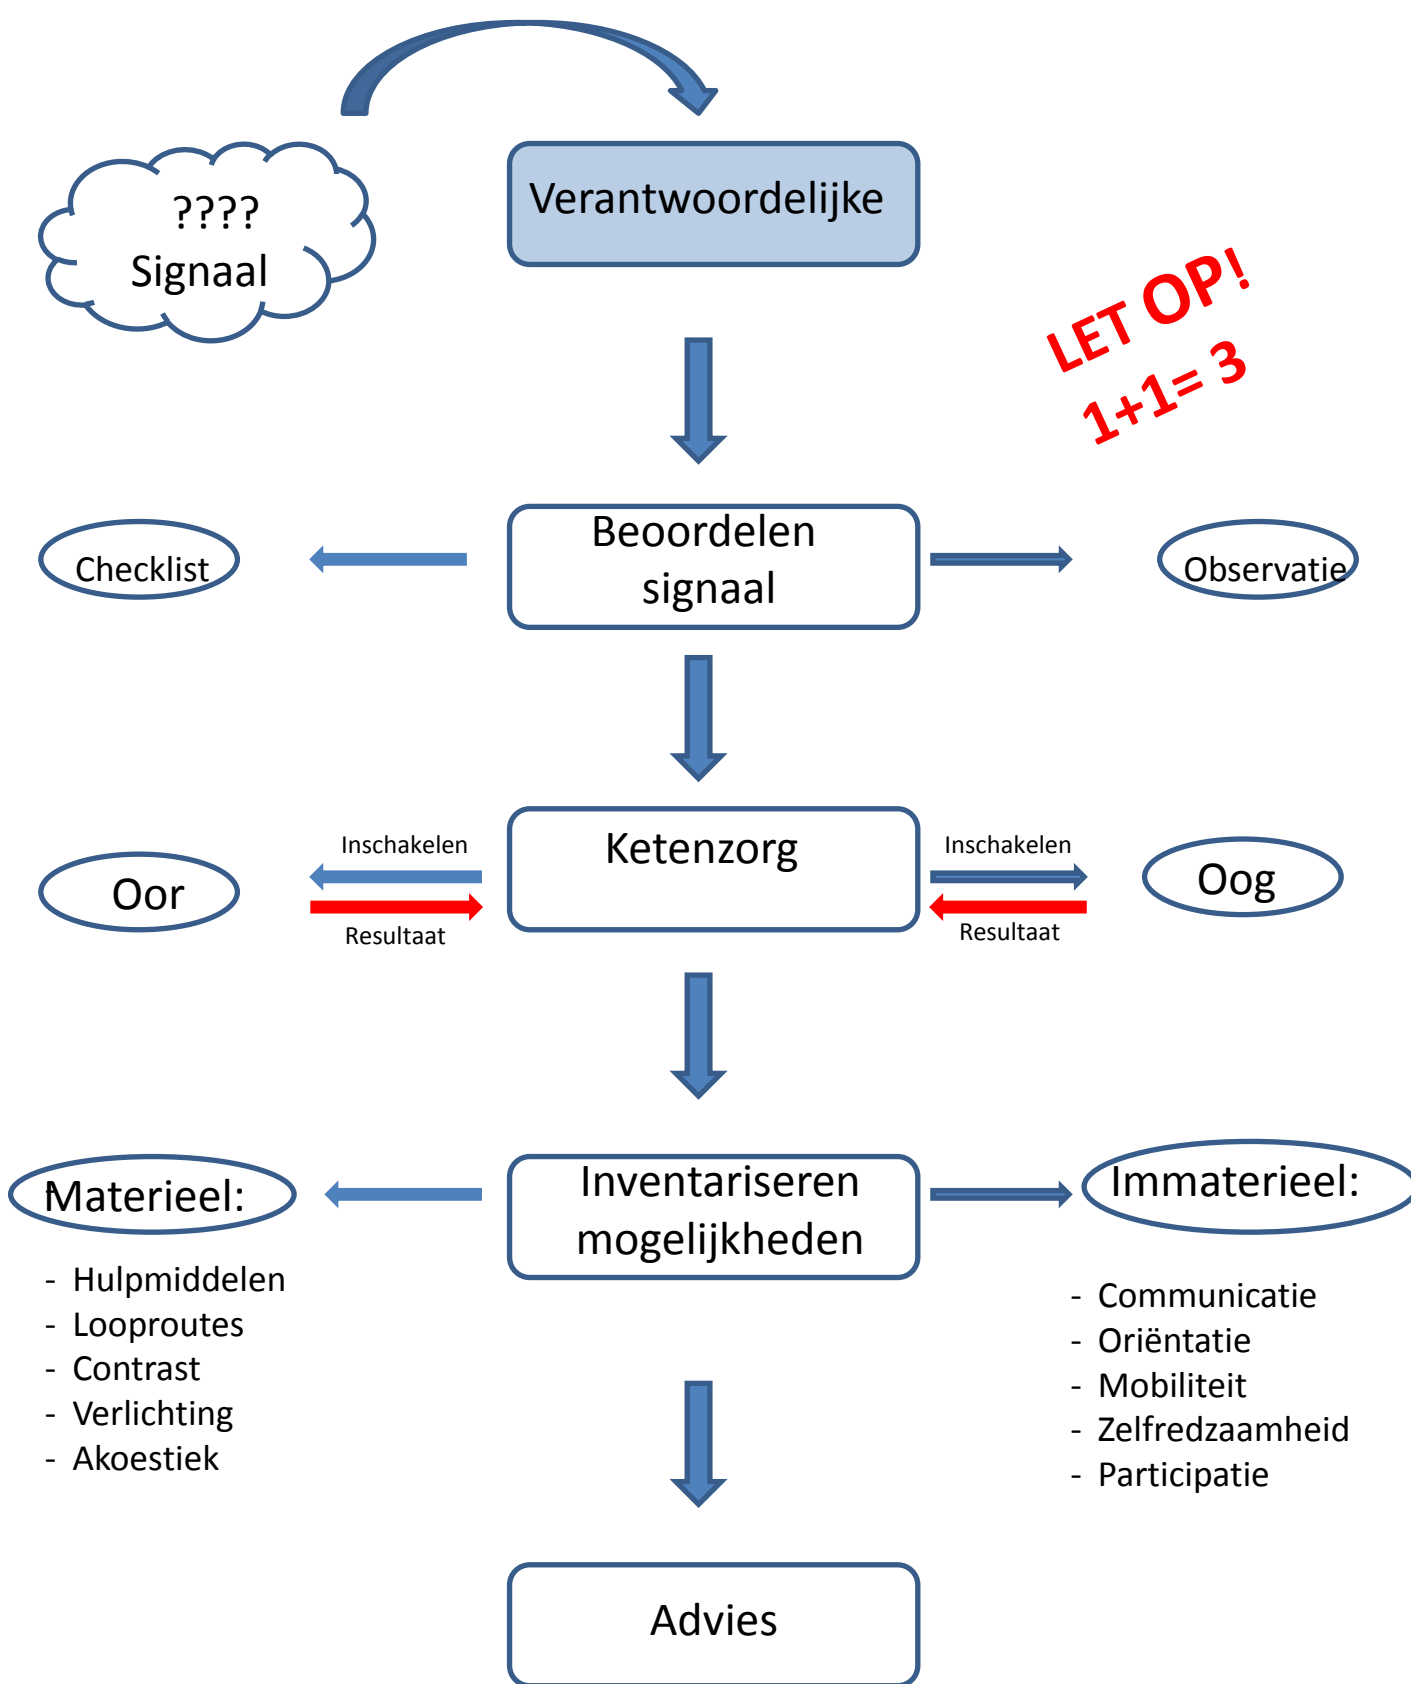 ????
Signaal
Verantwoordelijke
LET OP!
1+1= 3
Checklist
Beoordelen
signaal
Observatie
Oor
Inschakelen
Resultaat
Ketenzorg
Inschakelen
Resultaat
Oog
Materieel:
- Hulpmiddelen
- Looproutes
- Contrast
- Verlichting
- Akoestiek
Inventariseren
mogelijkheden
Immaterieel:
- Communicatie
- Oriëntatie
- Mobiliteit
- Zelfredzaamheid
- Participatie
Advies